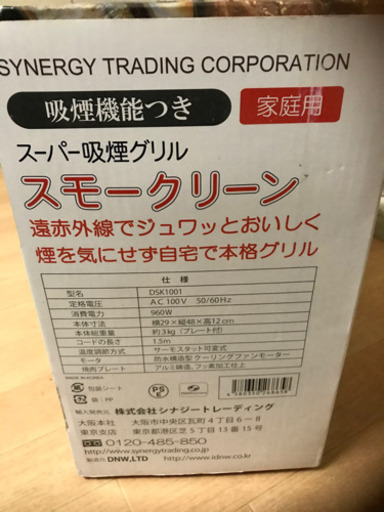 SYNERGY TRADING CORPORATION
吸煙機能つき 家庭用
スーパー吸煙グリル
スモークリーン
遠赤外線でジュワッとおいしく
煙を気にせず自宅で本格グリル
仕 様
型名 DSK1001
定格電圧 AC 100V 50/60Hz
消費電力 960W
本体寸法 横29×縦48×高12cm
本体総重量 約3kg(プレート付)
コードの長さ 1.5m
温度調節方式 サーモスタット可変式
モータ 防水構造型クーリングファンモーター
焼肉プレート アルミ鋳造、フッ素加工仕上
MADE IN KOREA
紙 包装シート
プラ 袋:PP
PSE
輸入発売元 株式会社シナジートレーディング
大阪本社 大阪市中央区瓦町4丁目6-8
東京支店 東京都港区芝5丁目13番15号
0120-485-850
http://www.synergytrading.co.jp
製造元 DNW,LTD http://www.idnw.co.kr